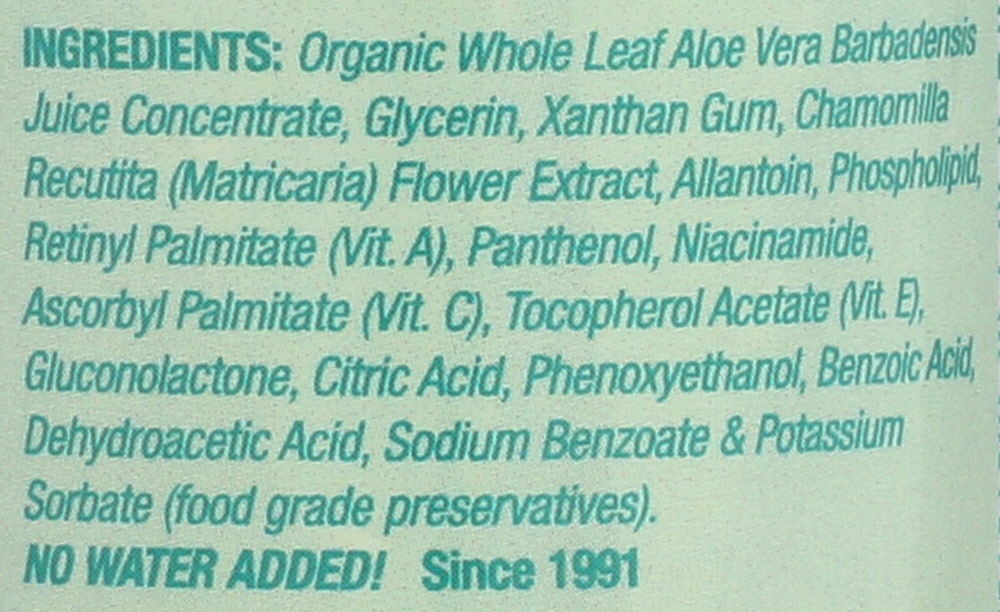 INGREDIENTS: Organic Whole Leaf Aloe Vera Barbadensis
Juice Concentrate, Glycerin, Xanthan Gum, Chamomilla
Recutita (Matricaria) Flower Extract, Allantoin, Phospholipid,
Retinyl Palmitate (Vit. A), Panthenol, Niacinamide,
Ascorbyl Palmitate (Vit. C), Tocopherol Acetate (Vit. E),
Gluconolactone, Citric Acid, Phenoxyethanol, Benzoic Acid,
Dehydroacetic Acid, Sodium Benzoate & Potassium
Sorbate (food grade preservatives).
NO WATER ADDED! Since 1991